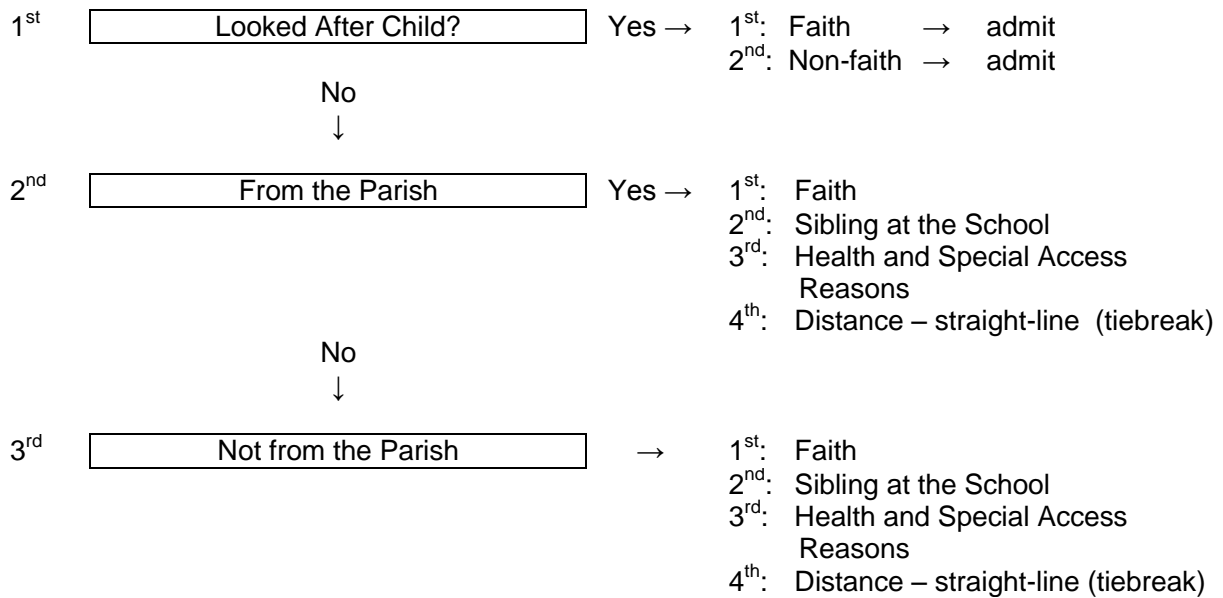 1st Looked After Child? Yes → 1st: Faith → admit
2nd: Non-faith → admit
No
↓
2nd From the Parish Yes → 1st: Faith
2nd: Sibling at the School
3rd: Health and Special Access
Reasons
4th: Distance – straight-line (tiebreak)
No
↓
3rd Not from the Parish → 1st: Faith
2nd: Sibling at the School
3rd: Health and Special Access
Reasons
4th: Distance – straight-line (tiebreak)